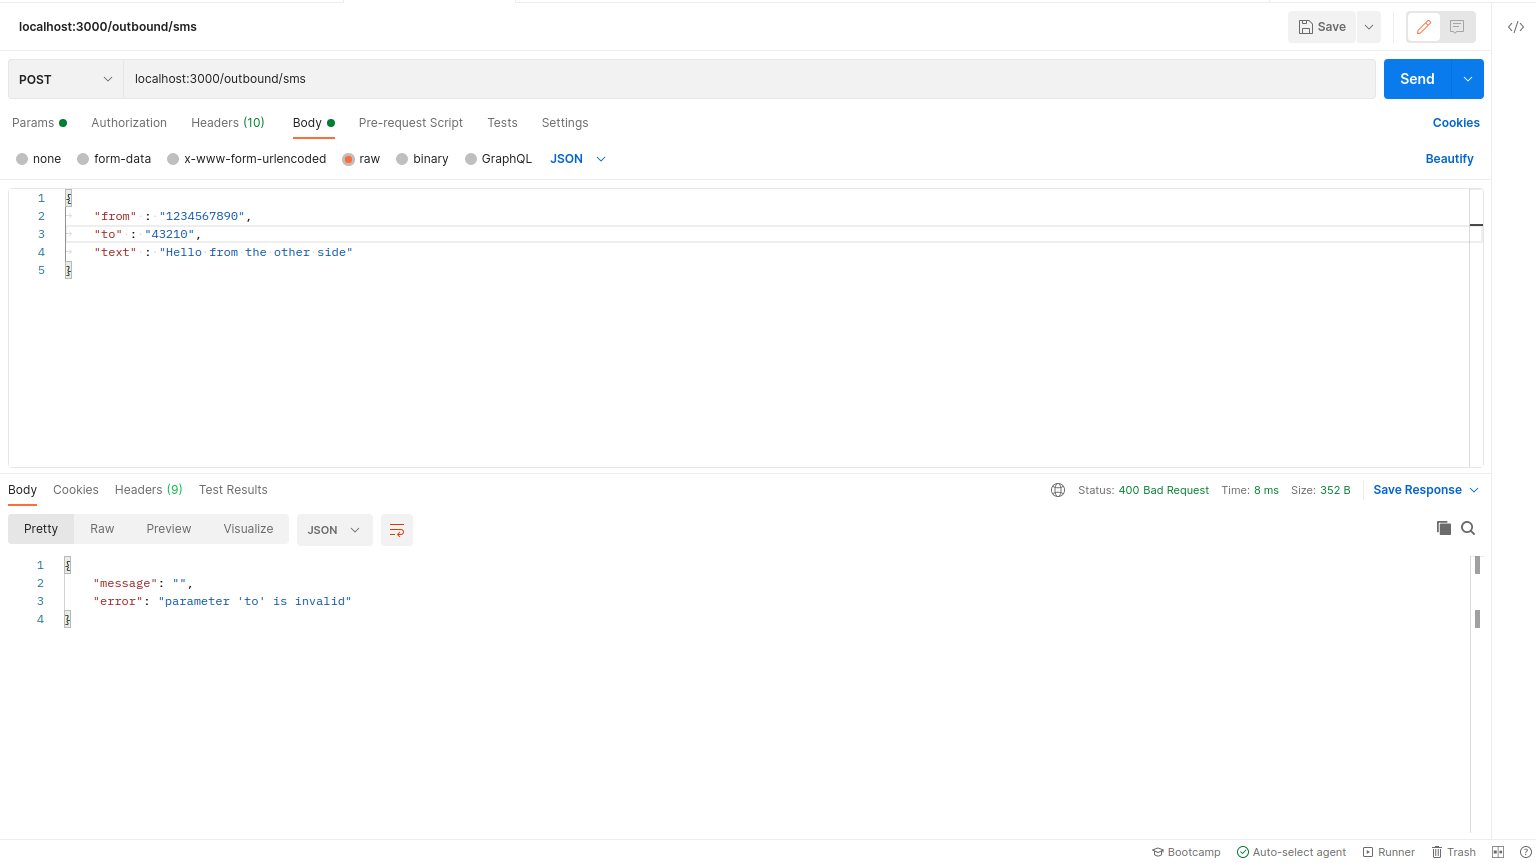 localhost:3000/outbound/sms
Save
POST
localhost:3000/outbound/sms
Send
Params
Authorization
Headers (10)
Body
Pre-request Script
Tests
Settings
Cookies
none
form-data
x-www-form-urlencoded
raw
binary
GraphQL
JSON
Beautify
1 {
2 "from" : "1234567890",
3 "to" : "43210",
4 "text" : "Hello from the other side"
5 }
Body
Cookies
Headers (9)
Test Results
Status: 400 Bad Request
Time: 8 ms
Size: 352 B
Save Response
Pretty
Raw
Preview
Visualize
JSON
1 {
2 "message": "",
3 "error": "parameter 'to' is invalid"
4 }
Bootcamp
Auto-select agent
Runner
Trash